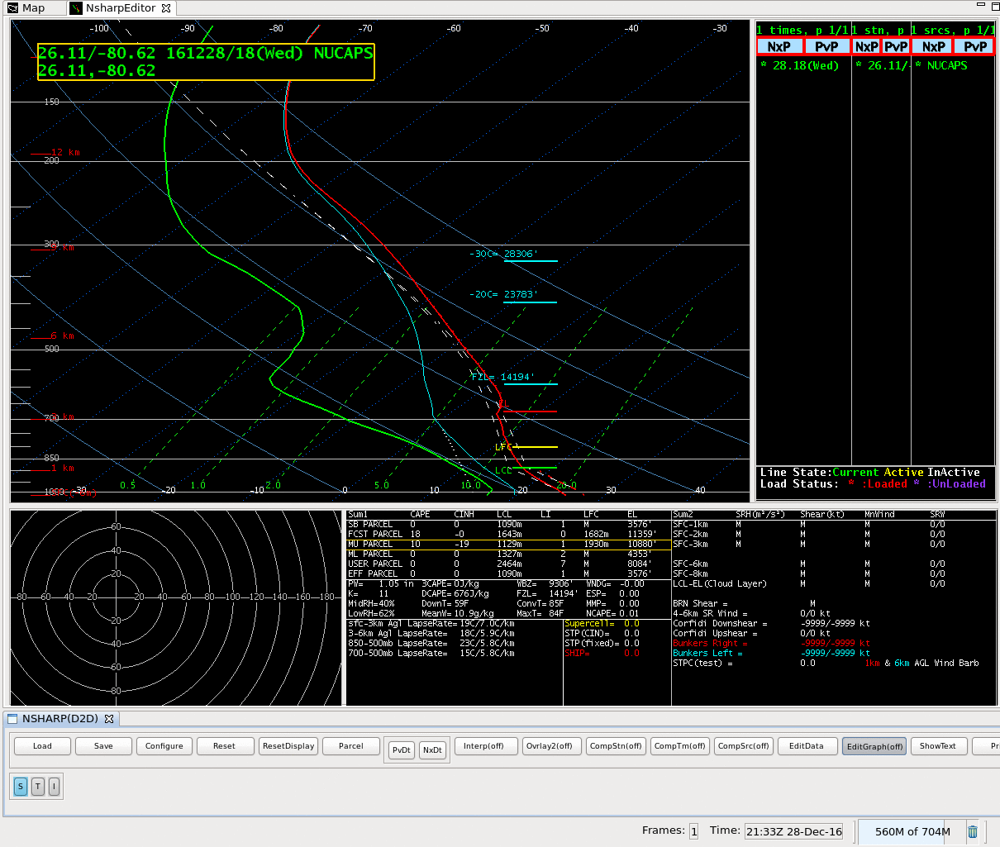 Map NsharpEditor
-100 -90 -80 -70 -60 -50 -40 -30
26.11/-80.62 161228/18(Wed) NUCAPS
26.11,-80.62
150
12 km
200
300 km
-30C= 28306'
-20C= 23783'
6 km
500
FZL= 14194'
km
700
LFC
850
1 km
LCL
0.5 1.0 2.0 5.0 10.0 20.0
1000 -30 -20 -10 0 10 20 30 40
1 times, p 1/1 1 stn, p 1 srcs, p 1/1
NxP PvP NxP PvP NxP PvP
* 28.18(Wed) * 26.11/- * NUCAPS
Line State:Current Active InActive
Load Status: * :Loaded * :UnLoaded
60
40
20
-80 -60 -40 -20 20 40 60 80 -100 -120 -140 -160 -180
20
40
60
80
Sum1 CAPE CINH LCL LI LFC EL
SB PARCEL 0 0 1090m 1 M 3576'
FCST PARCEL 18 -0 1643m 0 1682m 11359'
MU PARCEL 10 -19 1129m 1 1930m 10880'
ML PARCEL 0 0 1327m 2 M 4353'
USER PARCEL 0 0 2464m 7 M 8084'
EFF PARCEL 0 0 1090m 1 M 3576'
PW= 1.05 in 3CAPE= 0J/kg WBZ= 9306' WNDG= -0.00
K= 11 DCAPE= 676J/kg FZL= 14194' ESP= 0.00
MidRH=40% DownT= 59F ConvT= 85F MMP= 0.00
LowRH=62% MeanW= 10.9g/kg MaxT= 84F NCAPE= 0.01
sfc-3km Agl LapseRate= 19C/7.0C/km
3-6km Agl LapseRate= 18C/5.9C/km
850-500mb LapseRate= 23C/5.8C/km
700-500mb LapseRate= 15C/5.8C/km
Supercell= 0.0
STP(CIN)= 0.0
STP(fixed)= 0.0
SHIP= 0.0
Sum2 SRH(m²/s²) Shear(kt) MnWind SRW
SFC-1km M M M 0/0
SFC-2km M M M 0/0
SFC-3km M M M 0/0
SFC-6km M M 0/0
SFC-8km M M 0/0
LCL-EL(Cloud Layer) M M 0/0
BRN Shear = M
4-6km SR Wind = 0/0 kt
Corfidi Downshear = -9999/-9999 kt
Corfidi Upshear = 0/0 kt
Bunkers Right = -9999/-9999 kt
Bunkers Left = -9999/-9999 kt
STPC(test) = 0.0 1km & 6km AGL Wind Barb
NSHARP(D2D)
Load Save Configure Reset ResetDisplay Parcel PvDt NxDt Interp(off) Ovrlay2(off) CompStn(off) CompTm(off) CompSrc(off) EditData EditGraph(off) ShowText Pr
S T I
Frames: 1 Time: 21:33Z 28-Dec-16 560M of 704M